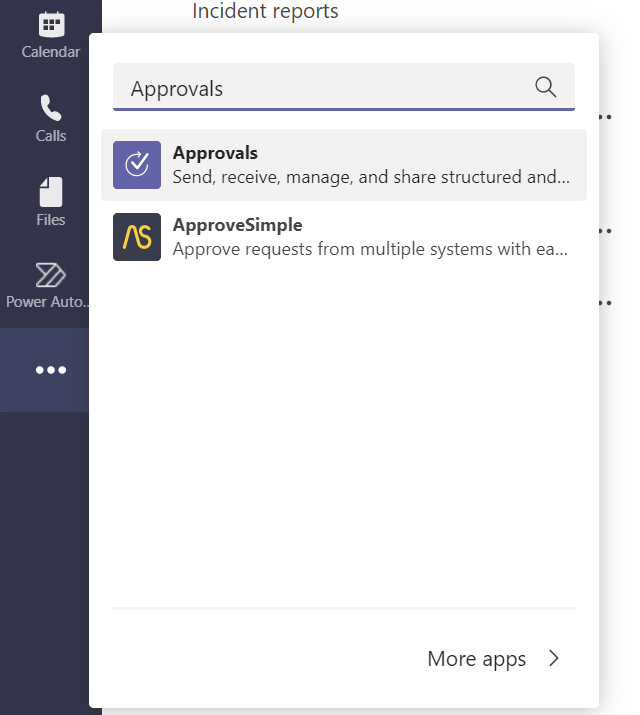 Incident reports
Calendar
Calls
Files
Power Auto..
Approvals
Approvals
Send, receive, manage, and share structured and...
ApproveSimple
Approve requests from multiple systems with ea...
More apps